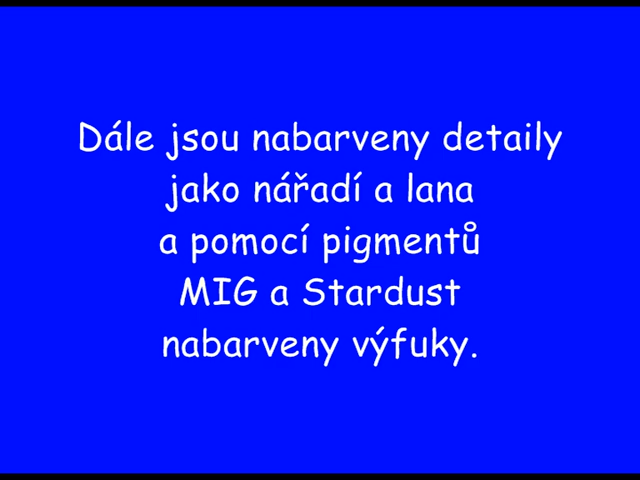 Dále jsou nabarveny detaily
jako nářadí a lana
a pomocí pigmentů
MIG a Stardust
nabarveny výfuky.